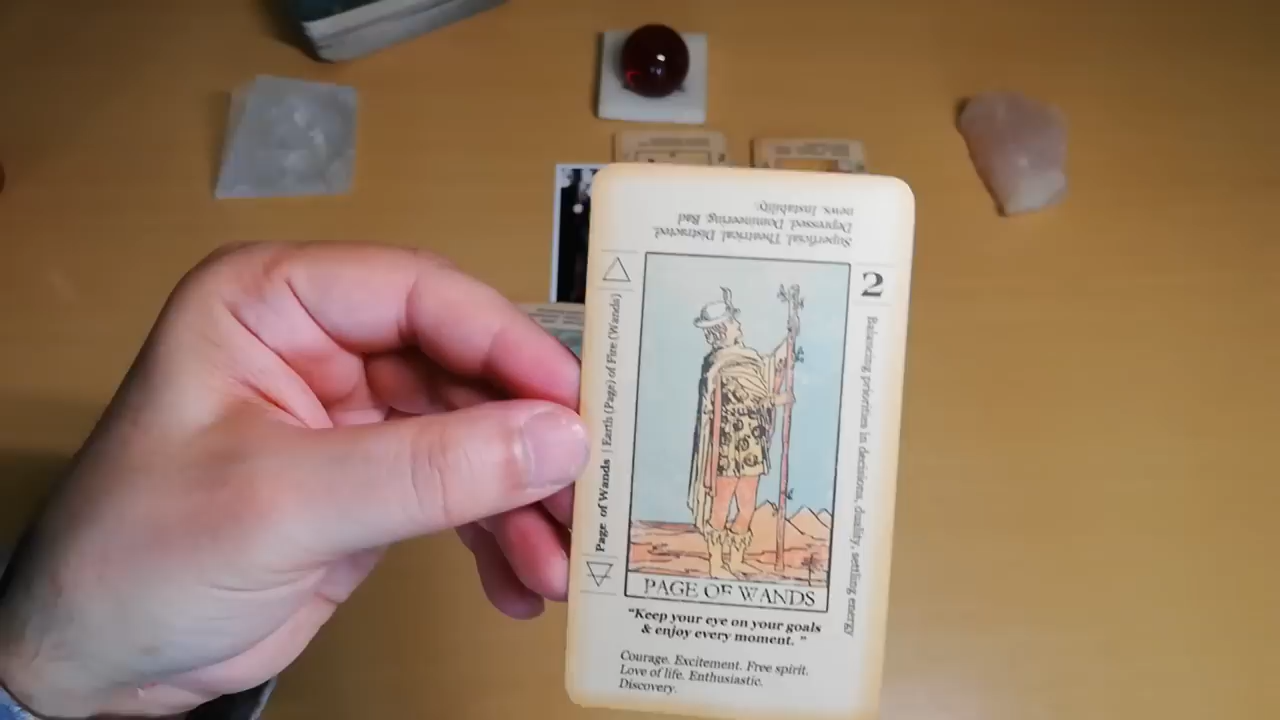 Superficial. Theatrical. Distracted.
Depressed. Domineering. Bad
news. Instability.
2
Page of Wands | Earth (Page) of Fire (Wands)
Balancing priorities in decisions, duality, settling energy
PAGE OF WANDS
"Keep your eye on your goals
& enjoy every moment. "
Courage. Excitement. Free spirit.
Love of life. Enthusiastic.
Discovery.